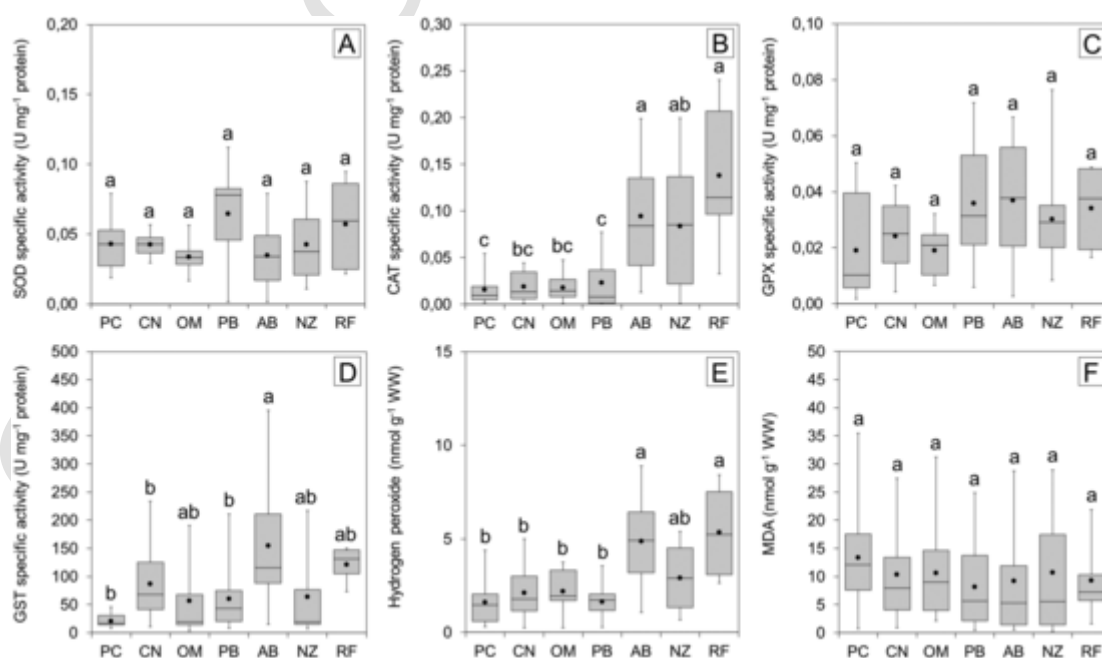 A
SOD specific activity (U mg⁻¹ protein)
0,20
0,15
0,10
0,05
0,00
a a a a a a a
PC CN OM PB AB NZ RF
B
CAT specific activity (U mg⁻¹ protein)
0,30
0,25
0,20
0,15
0,10
0,05
0,00
c bc bc c a ab a
PC CN OM PB AB NZ RF
C
GPX specific activity (U mg⁻¹ protein)
0,10
0,08
0,06
0,04
0,02
0,00
a a a a a a a
PC CN OM PB AB NZ RF
D
GST specific activity (U mg⁻¹ protein)
500
450
400
350
300
250
200
150
100
50
0
b b ab b a ab ab
PC CN OM PB AB NZ RF
E
Hydrogen peroxide (nmol g⁻¹ WW)
15
10
5
0
b b b b a ab a
PC CN OM PB AB NZ RF
F
MDA (nmol g⁻¹ WW)
50
45
40
35
30
25
20
15
10
5
0
a a a a a a a
PC CN OM PB AB NZ RF